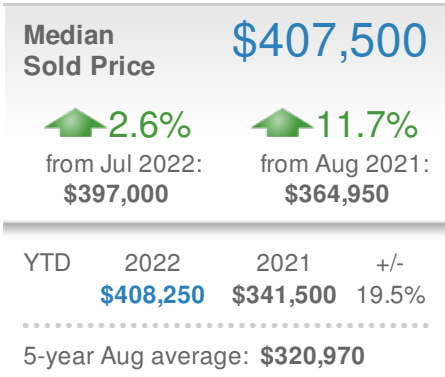 Median $407,500
Sold Price
2.6% 11.7%
from Jul 2022: from Aug 2021:
$397,000 $364,950
YTD 2022 2021 +/-
$408,250 $341,500 19.5%
5-year Aug average: $320,970